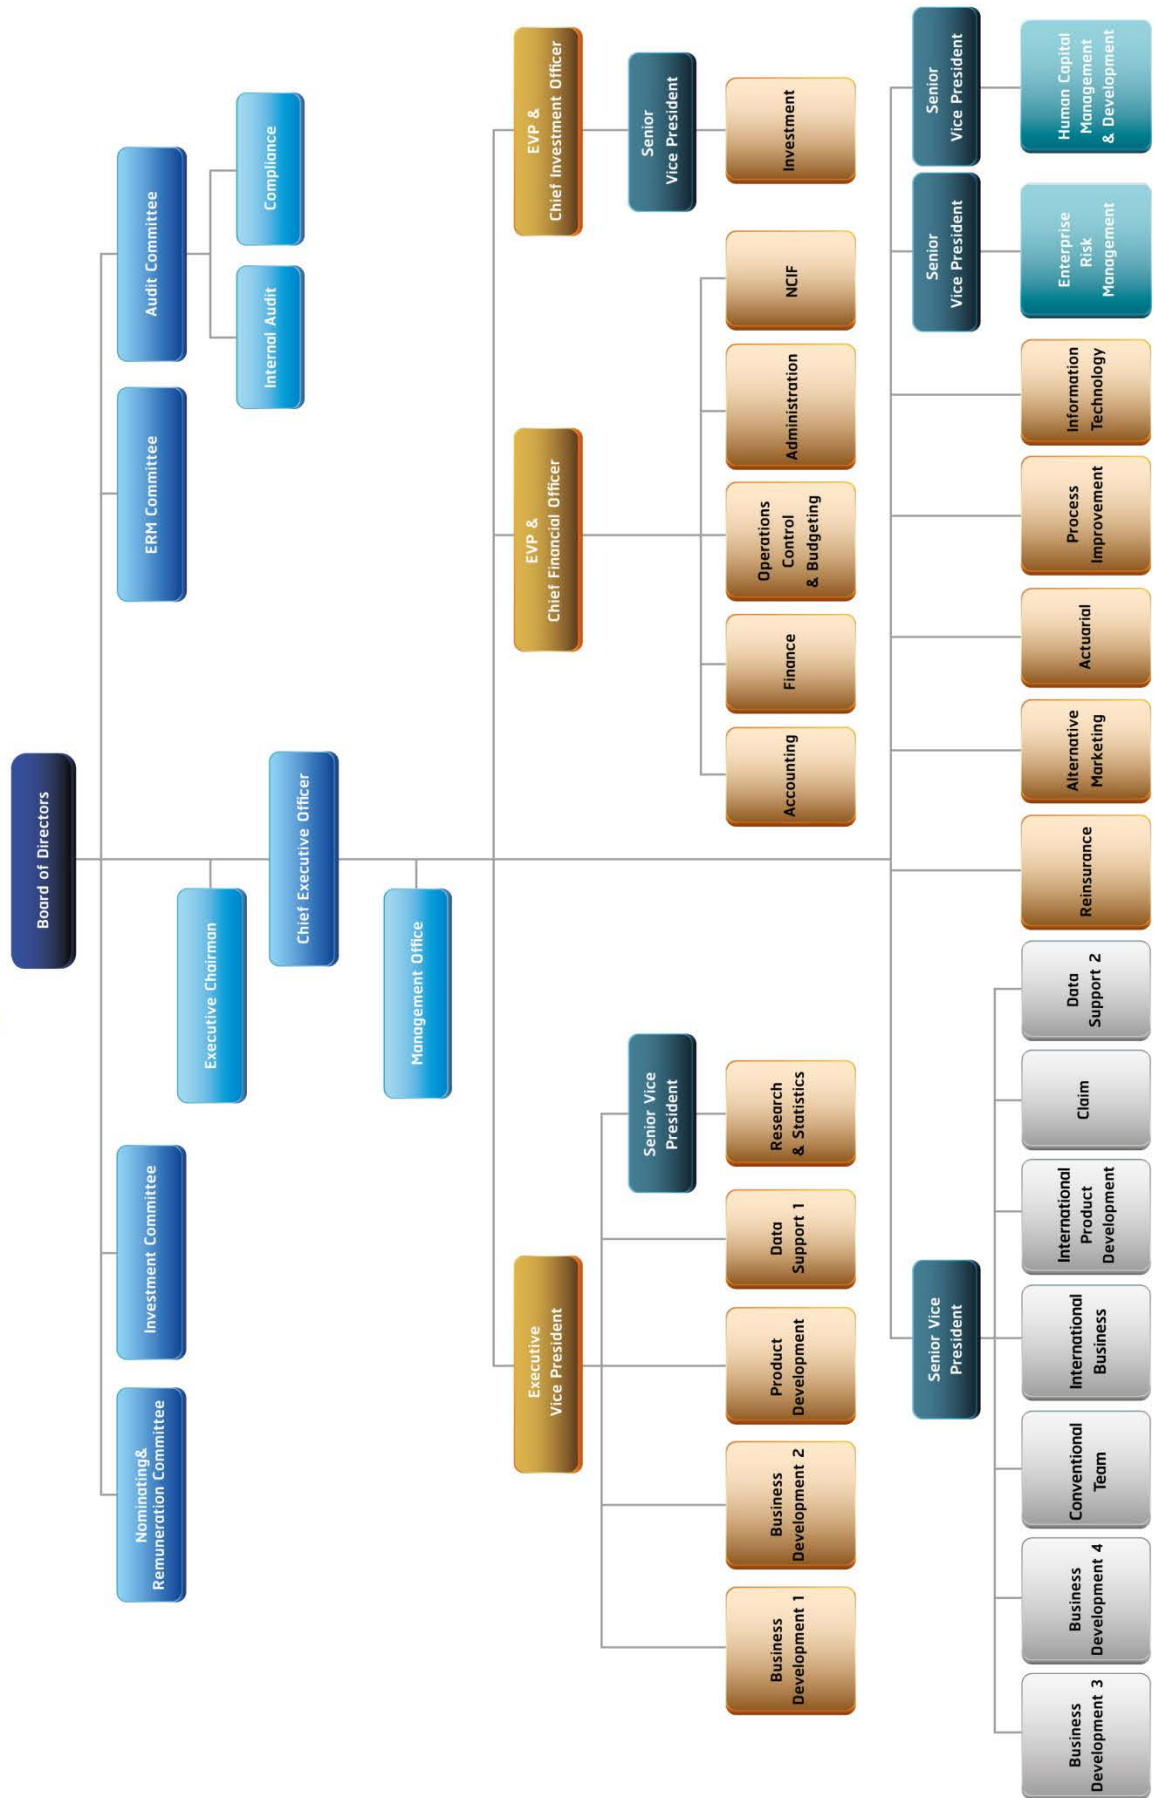 Board of Directors
Nominating&
Remuneration Committee
Investment Committee
ERM Committee
Audit Committee
Executive Chairman
Internal Audit
Compliance
Chief Executive Officer
Management Office
Executive
Vice President
EVP &
Chief Financial Officer
EVP &
Chief Investment Officer
Senior Vice
President
Senior
Vice President
Business
Development 1
Business
Development 2
Product
Development
Data
Support 1
Research
& Statistics
Accounting
Finance
Operations
Control
& Budgeting
Administration
NCIF
Investment
Senior Vice
President
Senior
Vice President
Senior
Vice President
Business
Development 3
Business
Development 4
Conventional
Team
International
Business
International
Product
Development
Claim
Data
Support 2
Reinsurance
Alternative
Marketing
Actuarial
Process
Improvement
Information
Technology
Enterprise
Risk
Management
Human Capital
Management
& Development